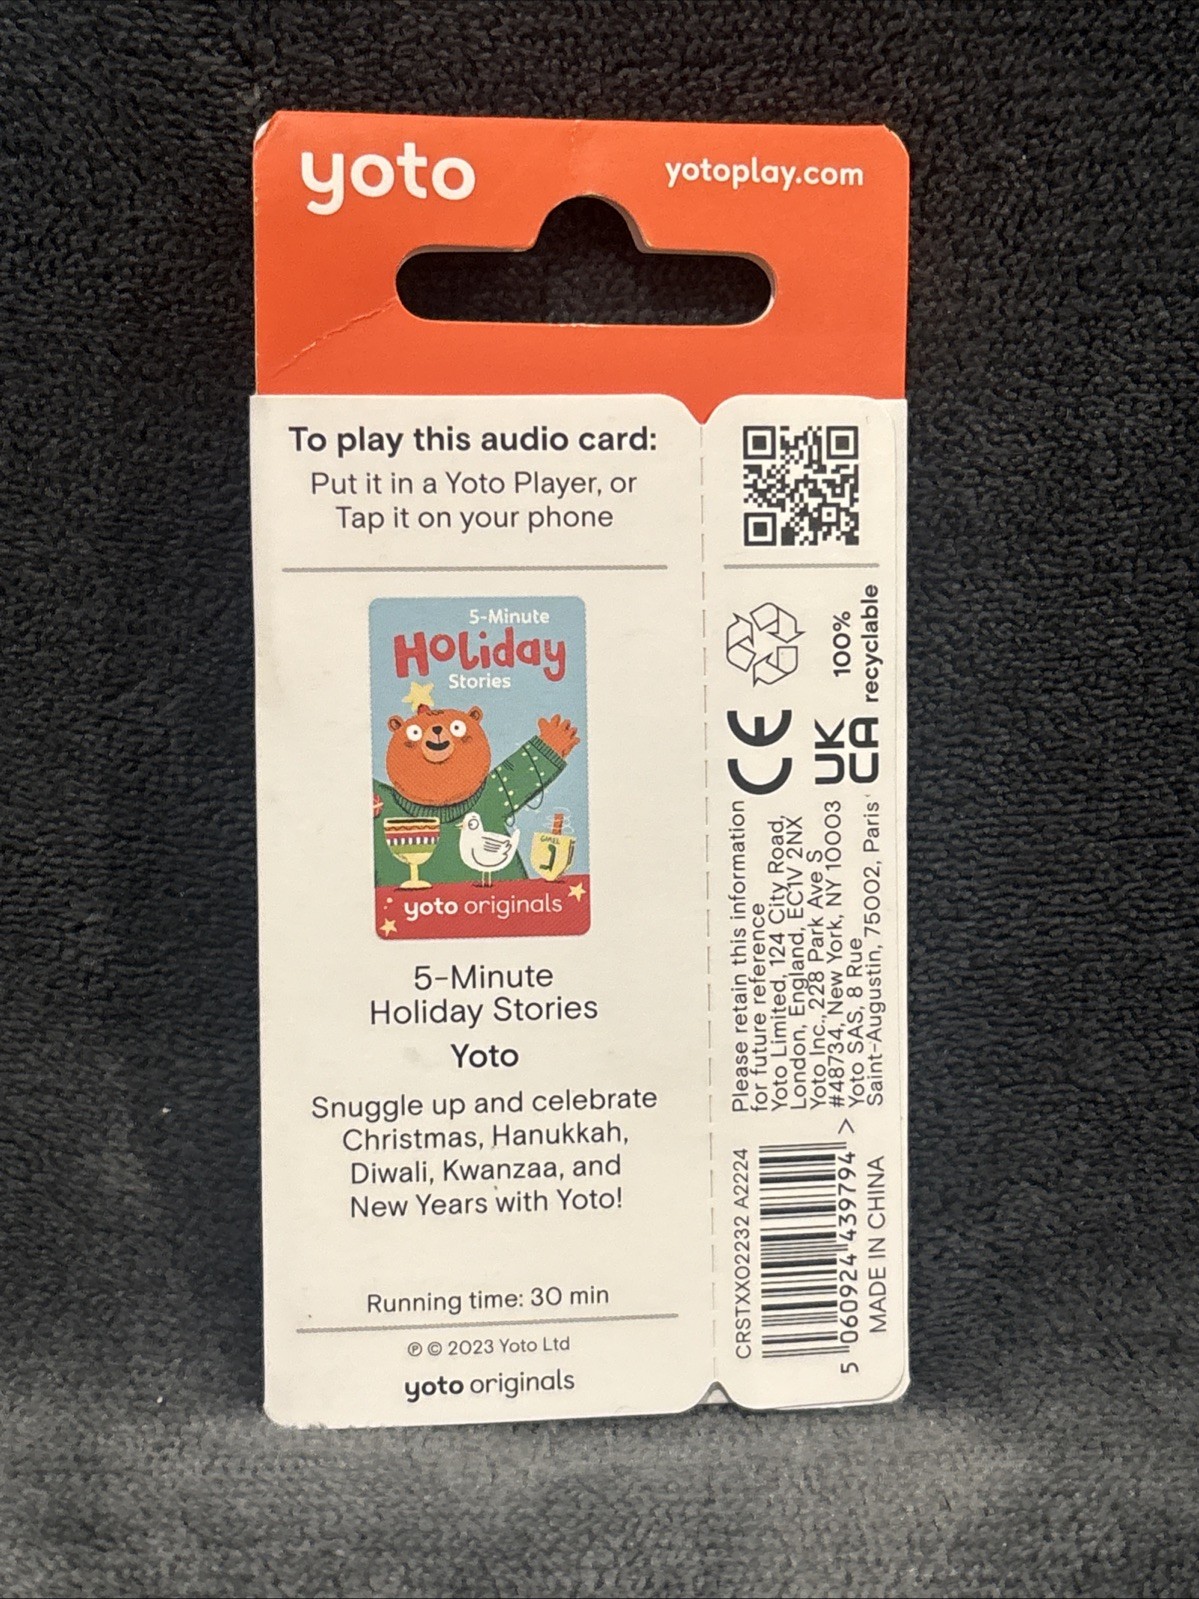 yoto
yotoplay.com
To play this audio card:
Put it in a Yoto Player, or
Tap it on your phone
5-Minute
Holiday
Stories
GIMEL
ג
yoto originals
5-Minute
Holiday Stories
Yoto
Snuggle up and celebrate
Christmas, Hanukkah,
Diwali, Kwanzaa, and
New Years with Yoto!
Running time: 30 min
℗ © 2023 Yoto Ltd
yoto originals
100%
recyclable
CE
UK
CA
Please retain this information
for future reference
Yoto Limited, 124 City Road,
London, England, EC1V 2NX
Yoto Inc., 228 Park Ave S
#48734, New York, NY 10003
Yoto SAS, 8 Rue
Saint-Augustin, 75002, Paris
CRSTXX02232 A2224
5 060924 439794 >
MADE IN CHINA